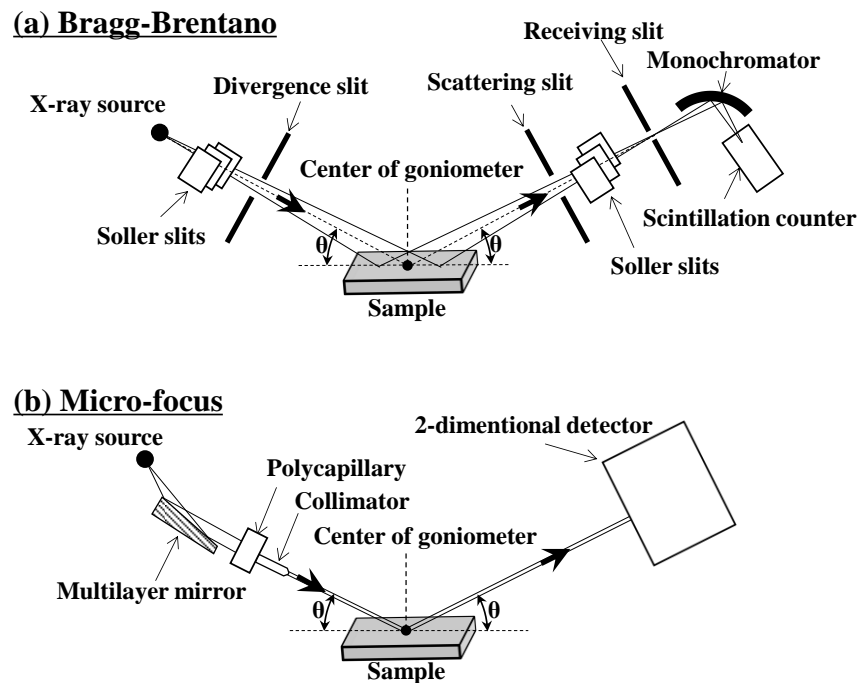 (a) Bragg-Brentano
Receiving slit
Monochromator
Divergence slit
Scattering slit
X-ray source
Center of goniometer
Soller slits
θ
θ
Scintillation counter
Soller slits
Sample
(b) Micro-focus
2-dimentional detector
X-ray source
Polycapillary
Collimator
Center of goniometer
Multilayer mirror
θ
θ
Sample